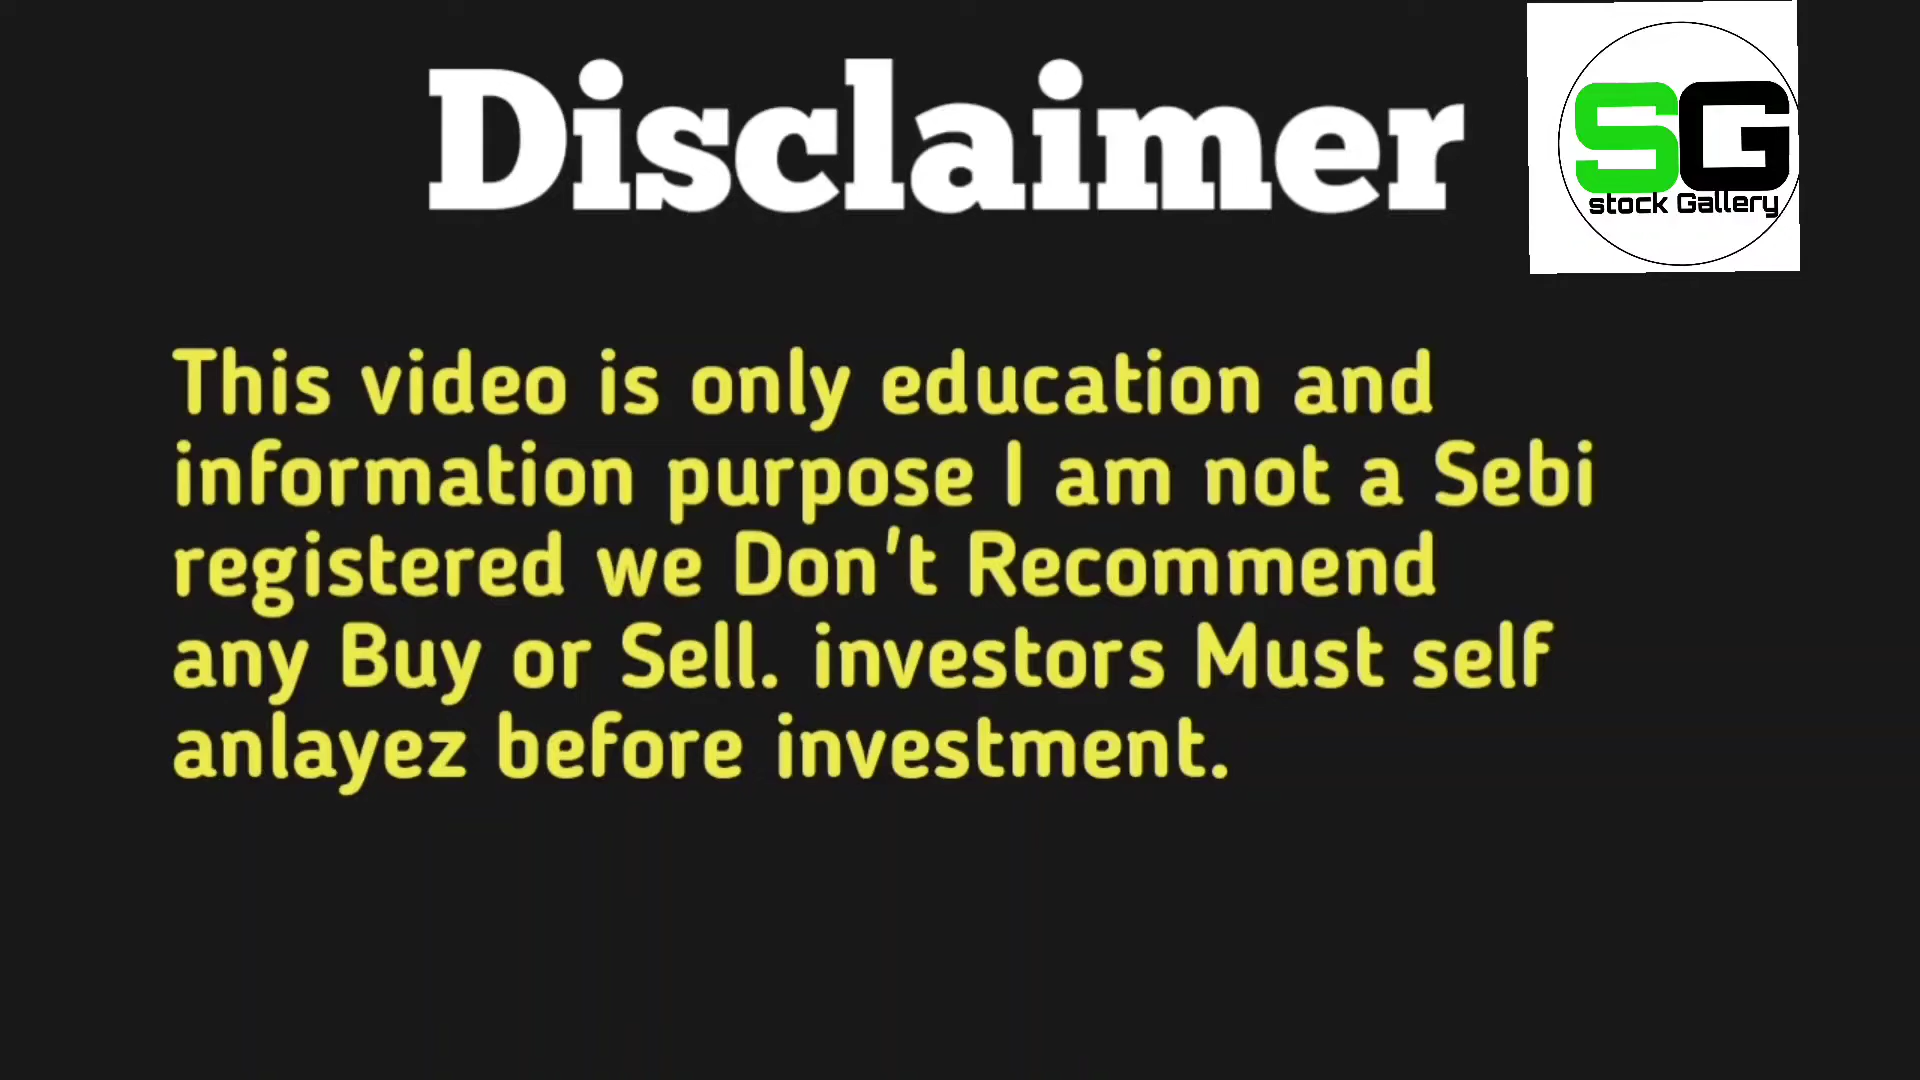 Disclaimer
SG
stock Gallery
This video is only education and
information purpose I am not a Sebi
registered we Don't Recommend
any Buy or Sell. investors Must self
anlayez before investment.